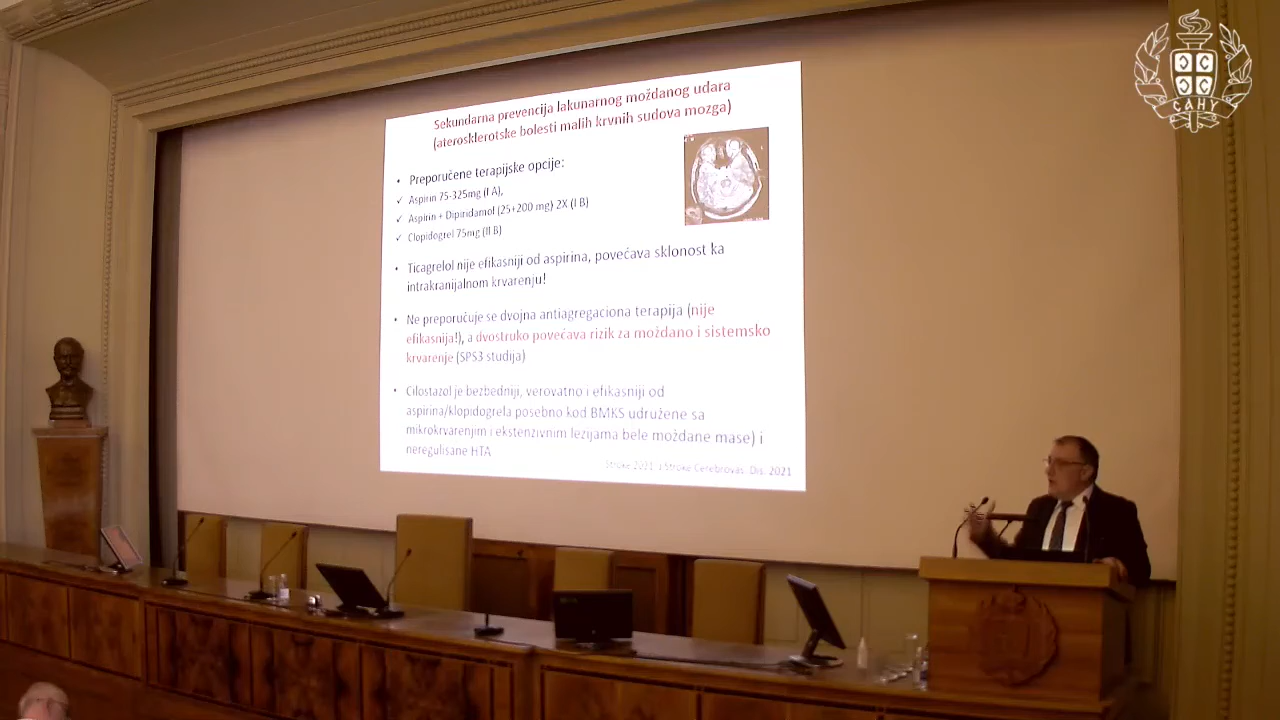 Sekundarna prevencija lakunarnog moždanog udara
(aterosklerotske bolesti malih krvnih sudova mozga)
• Preporučene terapijske opcije:
✓ Aspirin 75-325mg (I A),
✓ Aspirin + Dipiridamol (25+200 mg) 2X (I B)
✓ Clopidogrel 75mg (II B)
• Ticagrelol nije efikasniji od aspirina, povećava sklonost ka
intrakranijalnom krvarenju!
• Ne preporučuje se dvojna antiagregaciona terapija (nije
efikasnija!), a dvostruko povećava rizik za moždano i sistemsko
krvarenje (SPS3 studija)
• Cilostazol je bezbedniji, verovatno i efikasniji od
aspirina/klopidogrela posebno kod BMKS udružene sa
mikrokrvarenjim i ekstenzivnim lezijama bele moždane mase) i
neregulisane HTA
Stroke 2021. J Stroke Cerebrovas. Dis. 2021
САНУ